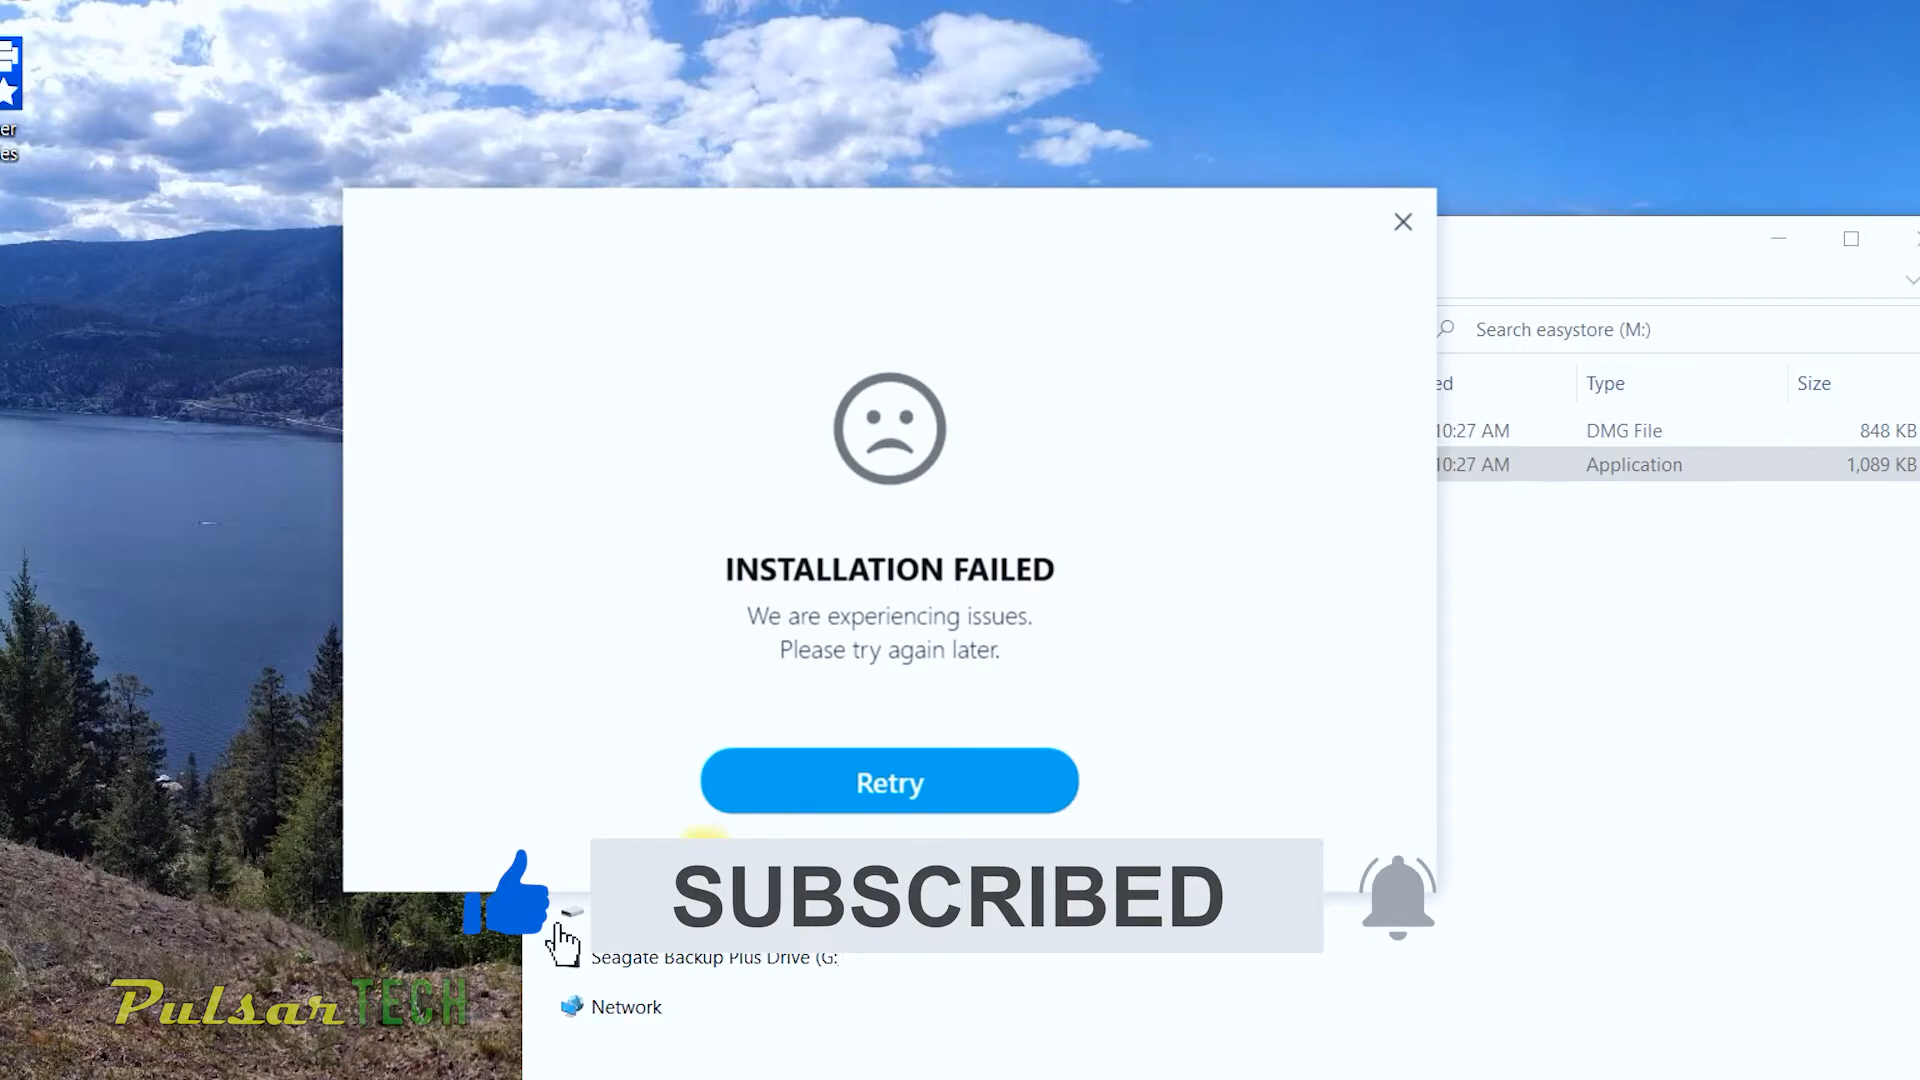 er
es
Search easystore (M:)
ed Type Size
10:27 AM DMG File 848 KB
10:27 AM Application 1,089 KB
INSTALLATION FAILED
We are experiencing issues.
Please try again later.
Retry
SUBSCRIBED
Seagate Backup Plus Drive (G:
Network
Pulsar TECH